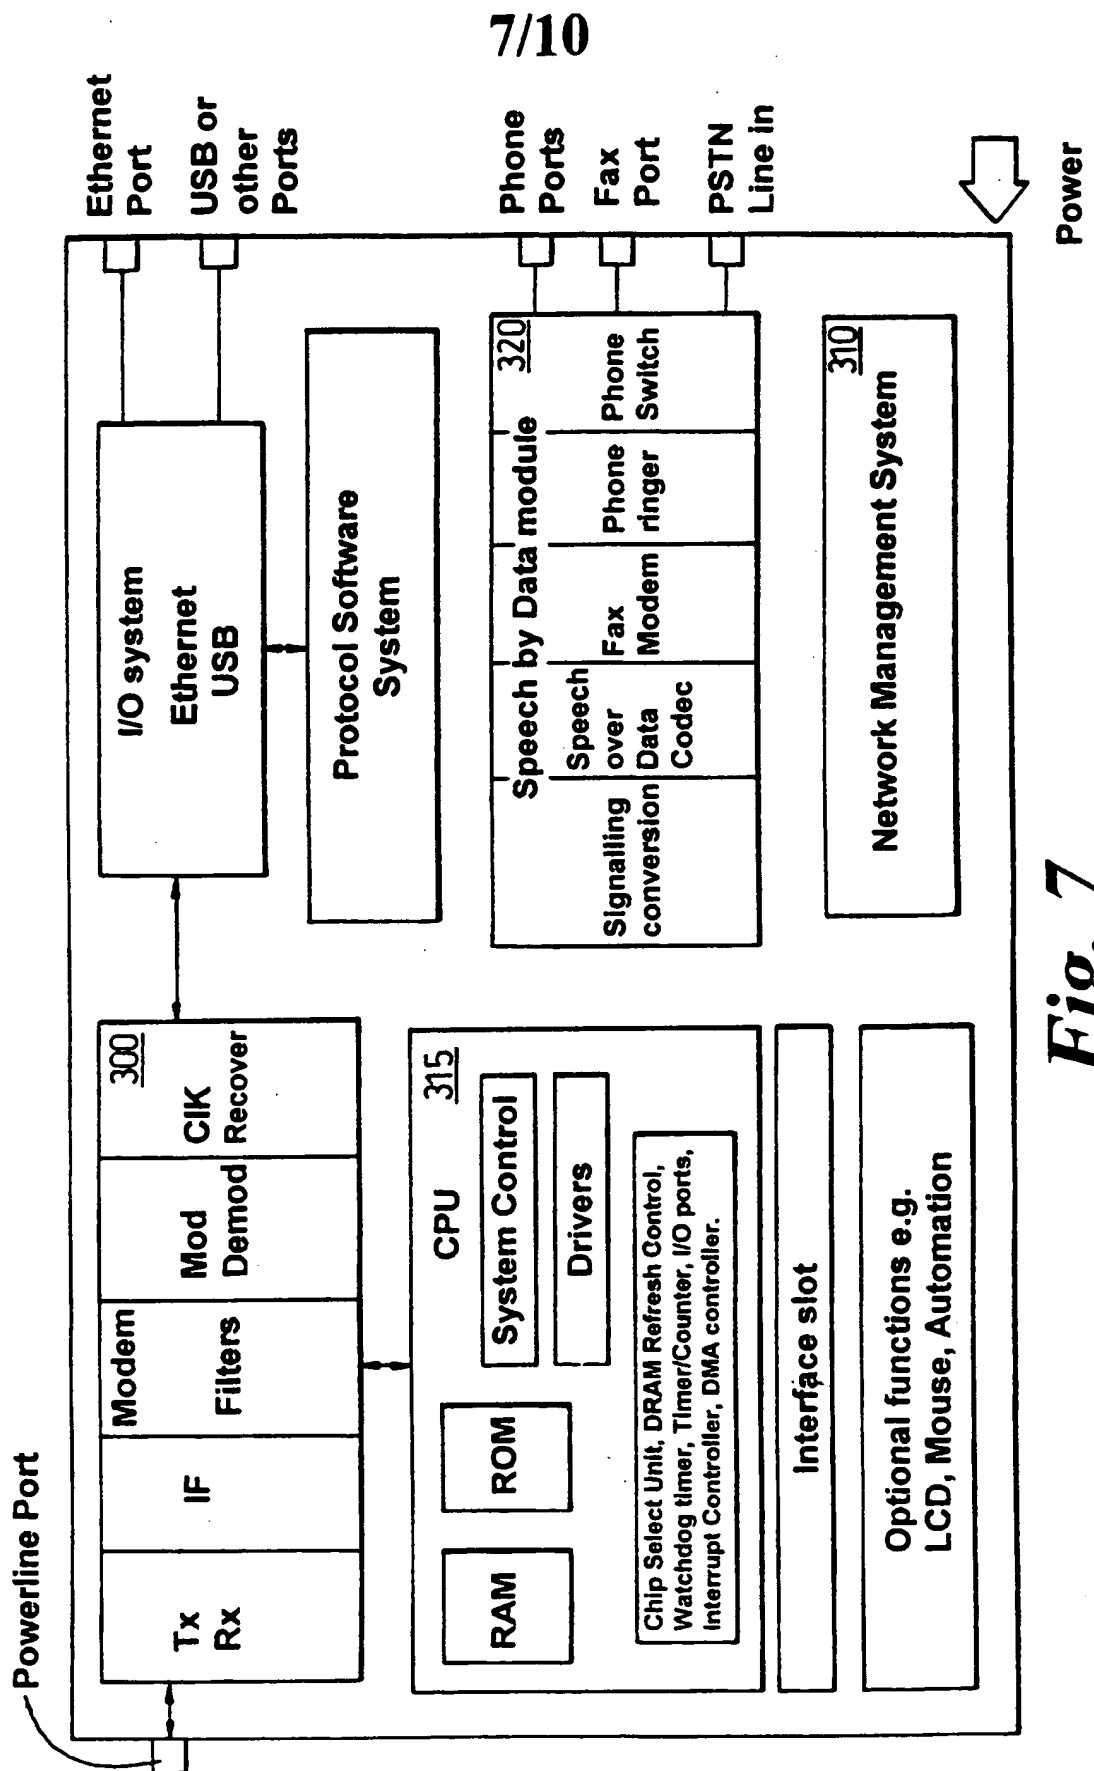 7/10
Powerline Port
Tx
Rx
IF
Modem
Filters
Mod
Demod
300
ClK
Recover
I/O system
Ethernet
USB
Ethernet
Port
USB or
other
Ports
Protocol Software
System
315
CPU
RAM
ROM
System Control
Drivers
Chip Select Unit, DRAM Refresh Control,
Watchdog timer, Timer/Counter, I/O ports,
Interrupt Controller, DMA controller.
320
Speech by Data module
Signalling
conversion
Speech
over
Data
Codec
Fax
Modem
Phone
ringer
Phone
Switch
Phone
Ports
Fax
Port
PSTN
Line in
Interface slot
310
Network Management System
Optional functions e.g.
LCD, Mouse, Automation
Power
Fig. 7